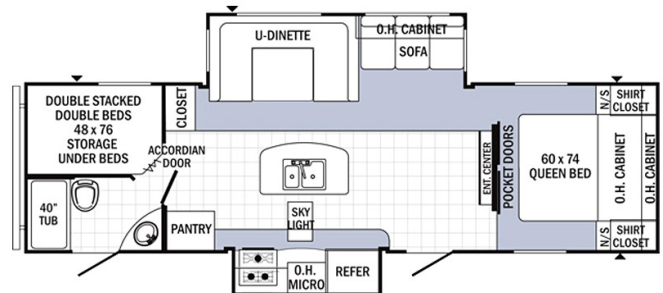 U-DINETTE
O.H. CABINET
SOFA
DOUBLE STACKED
DOUBLE BEDS
48 x 76
STORAGE
UNDER BEDS
CLOSET
ACCORDIAN
DOOR
40"
TUB
PANTRY
SKY
LIGHT
O.H.
MICRO
REFER
ENT. CENTER
POCKET DOORS
60 x 74
QUEEN BED
N/S
SHIRT
CLOSET
O.H. CABINET
O.H. CABINET
N/S
SHIRT
CLOSET